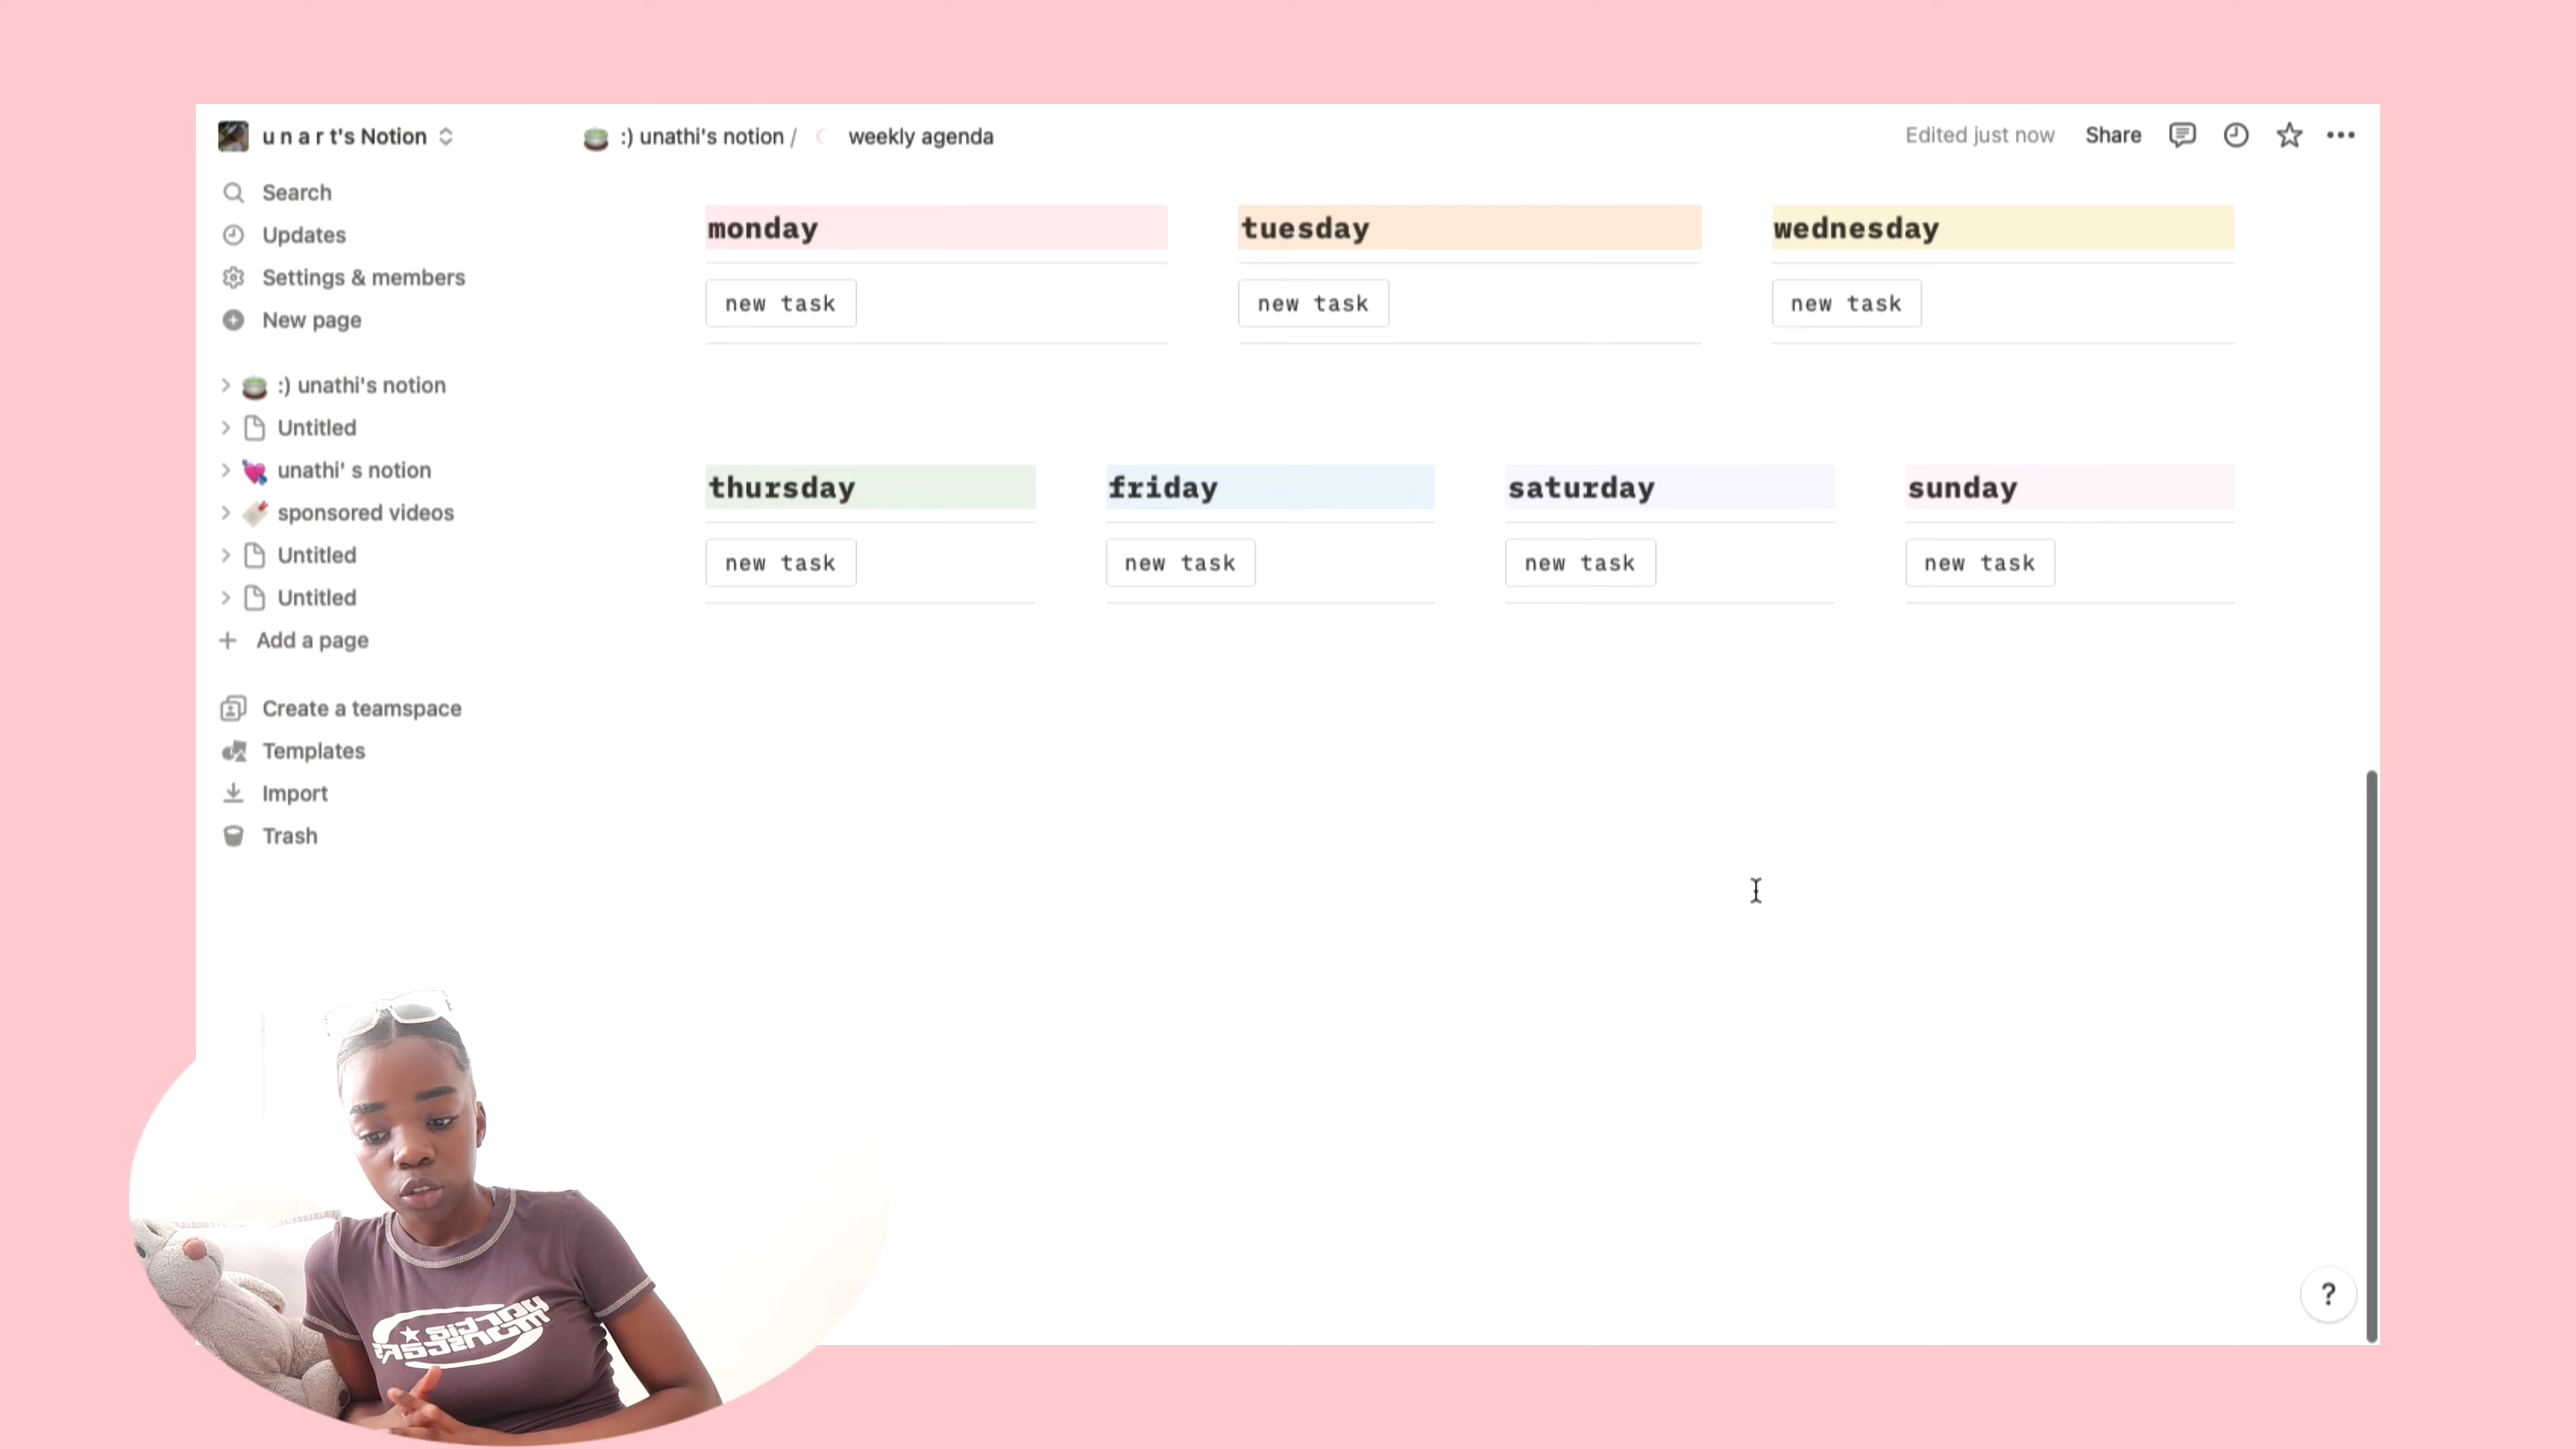 u n a r t's Notion
:) unathi's notion / weekly agenda
Edited just now
Share
Search
Updates
Settings & members
New page
:) unathi's notion
Untitled
unathi' s notion
sponsored videos
Untitled
Untitled
Add a page
Create a teamspace
Templates
Import
Trash
monday
tuesday
wednesday
new task
new task
new task
thursday
friday
saturday
sunday
new task
new task
new task
new task
?